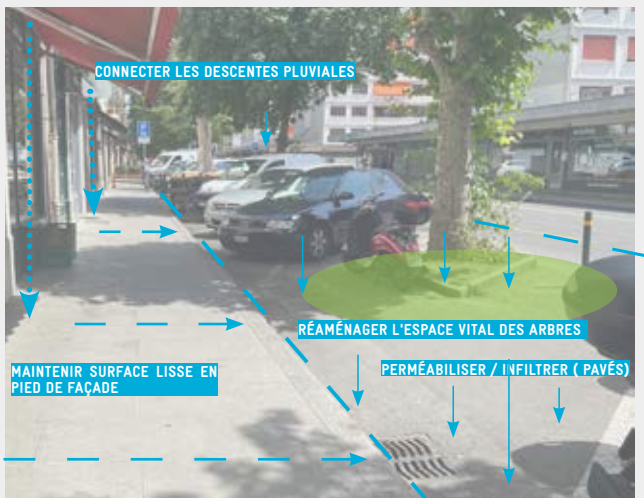 CONNECTER LES DESCENTES PLUVIALES
RÉAMÉNAGER L'ESPACE VITAL DES ARBRES
MAINTENIR SURFACE LISSE EN
PIED DE FAÇADE
PERMÉABILISER / INFILTRER ( PAVÉS)